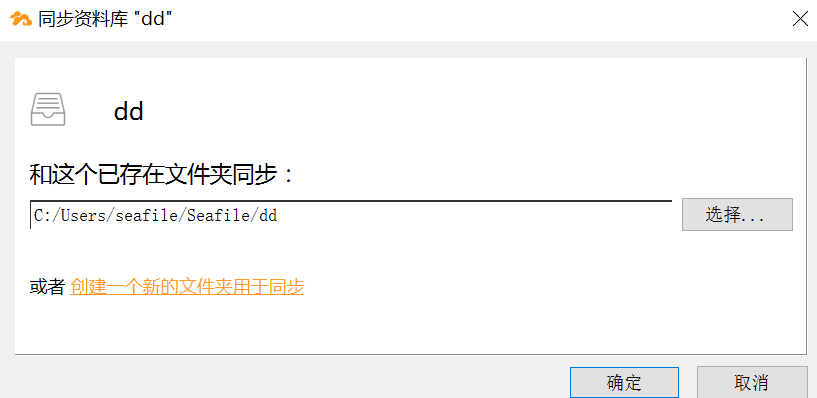 同步资料库 "dd"
dd
和这个已存在文件夹同步：
C:/Users/seafile/Seafile/dd
选择...
或者 创建一个新的文件夹用于同步
确定
取消